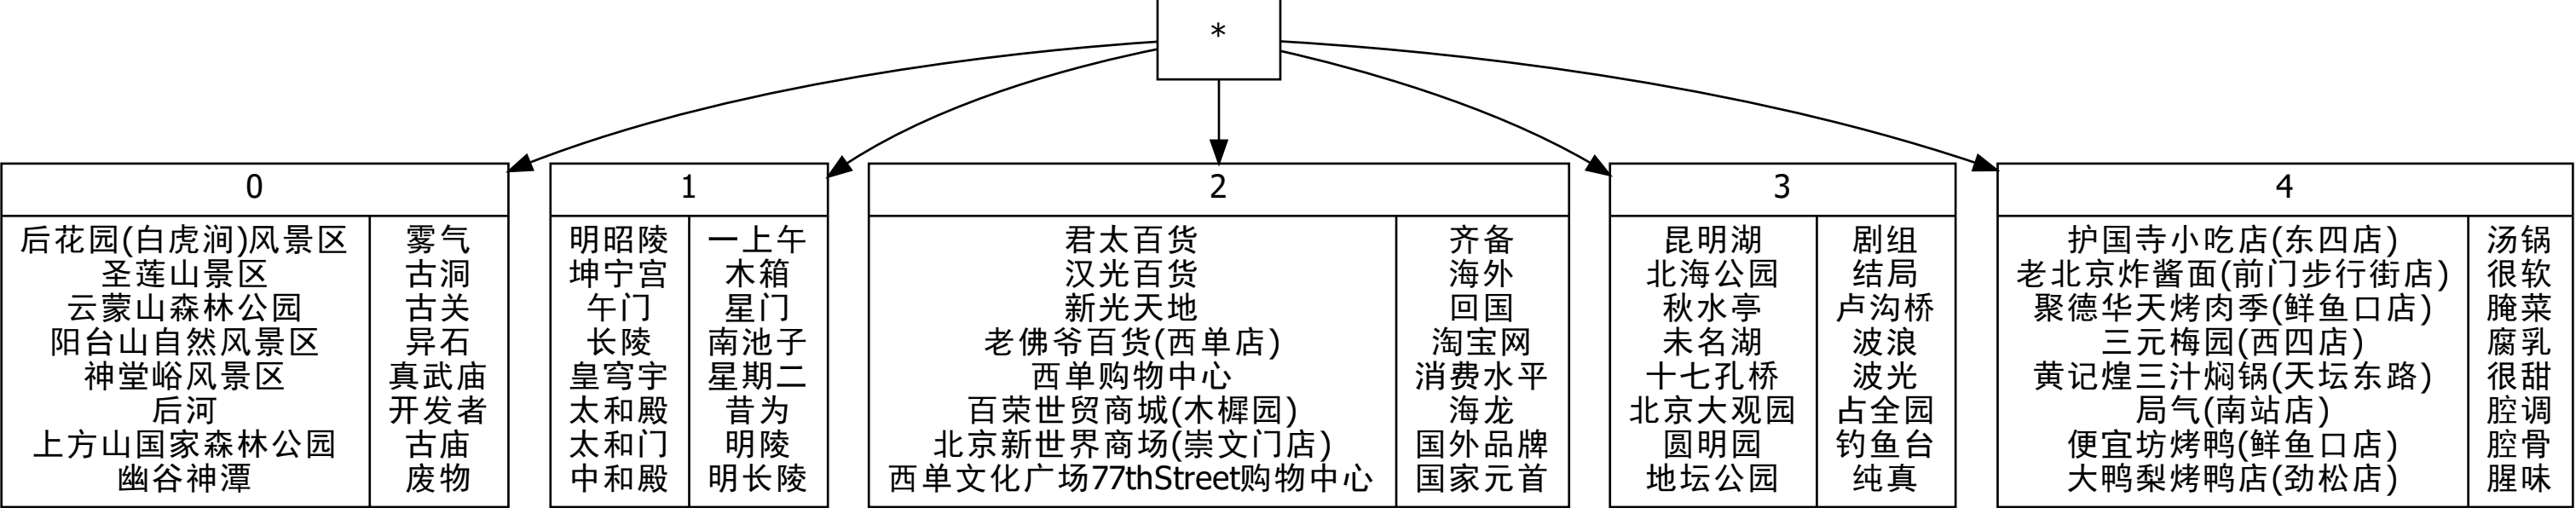 *
0
后花园(白虎涧)风景区
圣莲山景区
云蒙山森林公园
阳台山自然风景区
神堂峪风景区
后河
上方山国家森林公园
幽谷神潭
雾气
古洞
古关
异石
真武庙
开发者
古庙
废物
1
明昭陵
坤宁宫
午门
长陵
皇穹宇
太和殿
太和门
中和殿
一上午
木箱
星门
南池子
星期二
昔为
明陵
明长陵
2
君太百货
汉光百货
新光天地
老佛爷百货(西单店)
西单购物中心
百荣世贸商城(木樨园)
北京新世界商场(崇文门店)
西单文化广场77thStreet购物中心
齐备
海外
回国
淘宝网
消费水平
海龙
国外品牌
国家元首
3
昆明湖
北海公园
秋水亭
未名湖
十七孔桥
北京大观园
圆明园
地坛公园
剧组
结局
卢沟桥
波浪
波光
占全园
钓鱼台
纯真
4
护国寺小吃店(东四店)
老北京炸酱面(前门步行街店)
聚德华天烤肉季(鲜鱼口店)
三元梅园(西四店)
黄记煌三汁焖锅(天坛东路)
局气(南站店)
便宜坊烤鸭(鲜鱼口店)
大鸭梨烤鸭店(劲松店)
汤锅
很软
腌菜
腐乳
很甜
腔调
腔骨
腥味